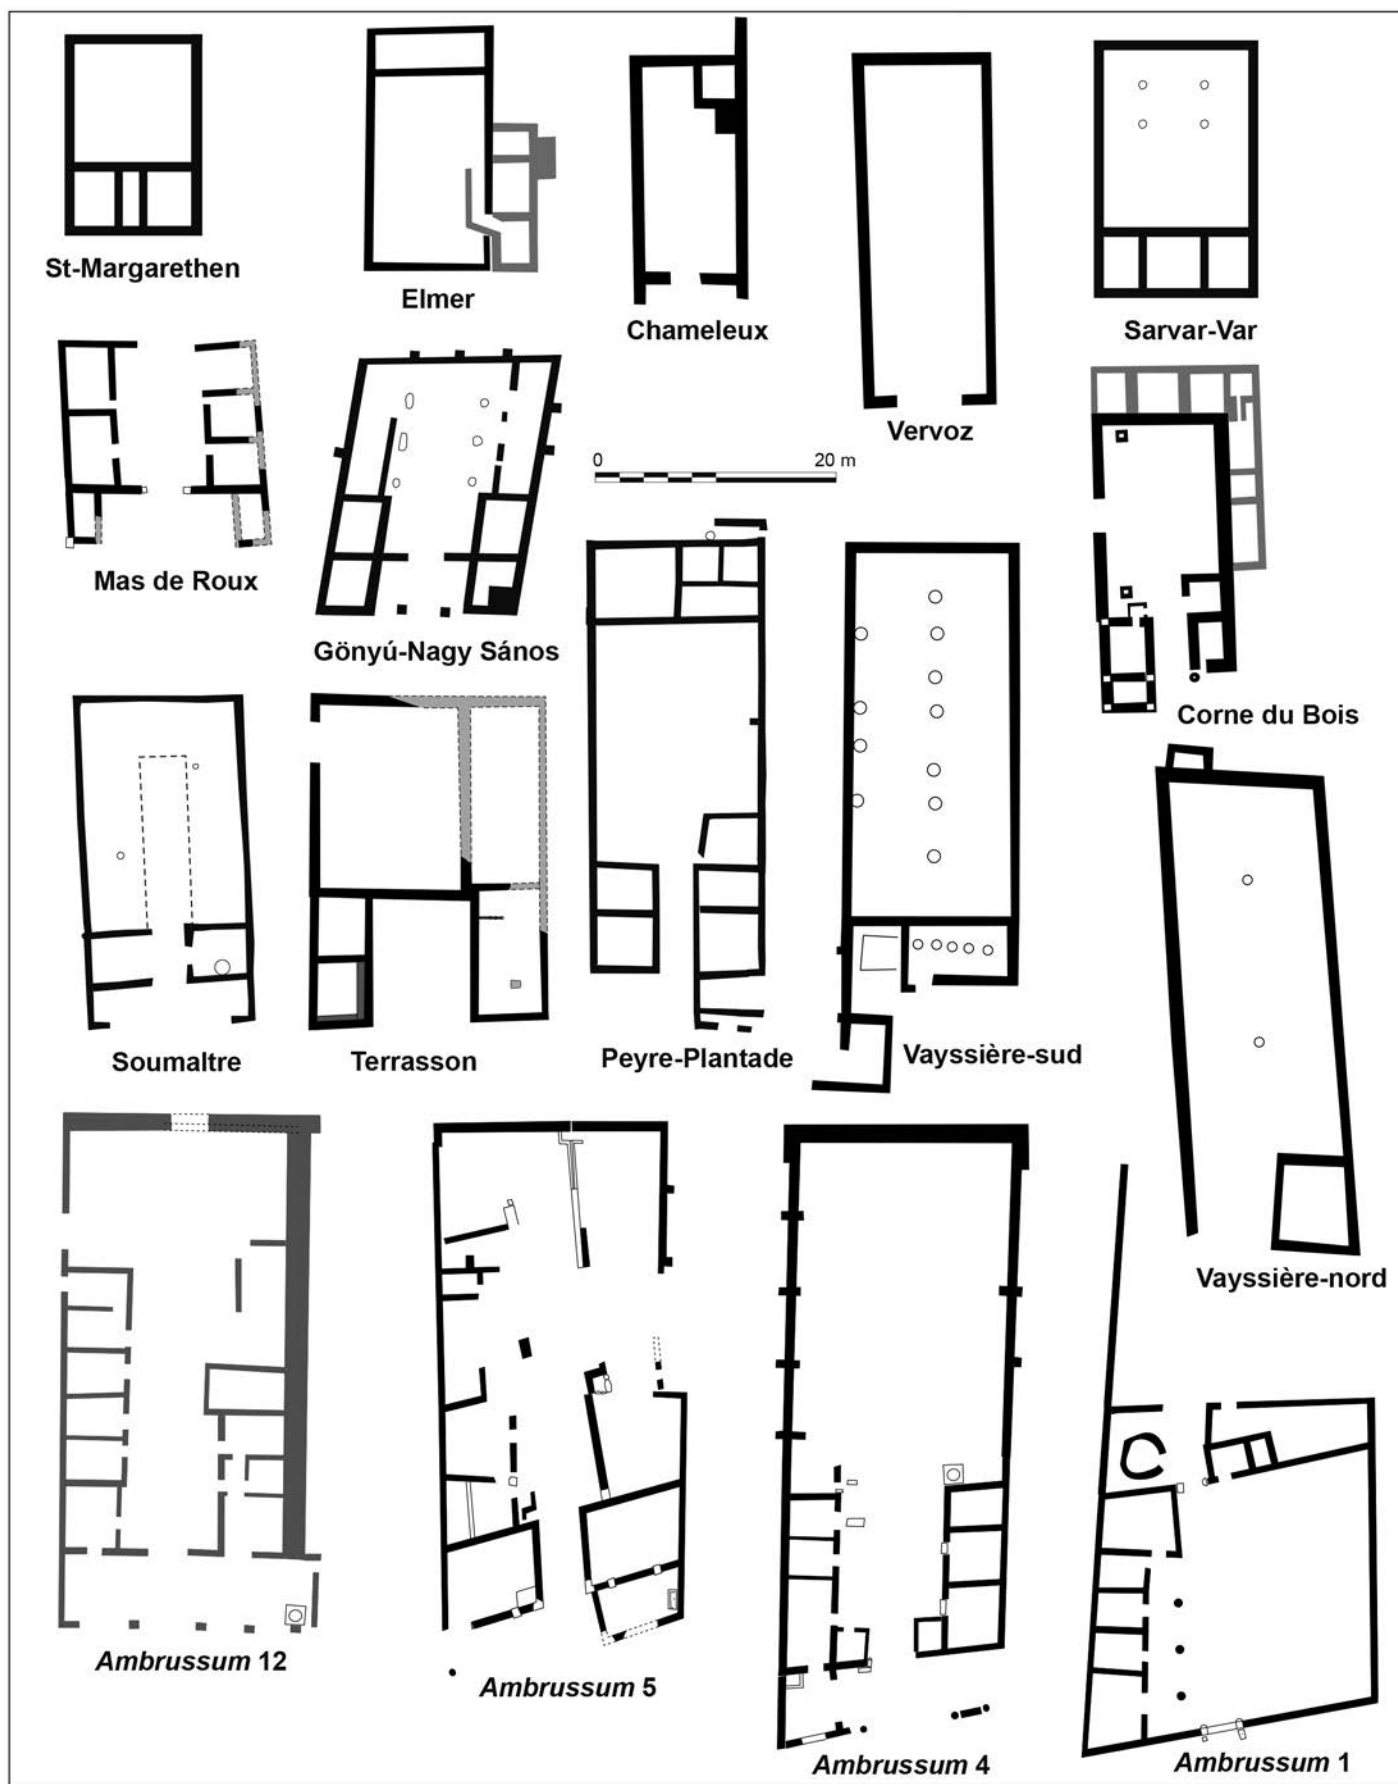 St-Margarethen
Elmer
Chameleux
Vervoz
Sarvar-Var
Mas de Roux
Gönyú-Nagy Sános
0 20 m
Corne du Bois
Soumaltre
Terrasson
Peyre-Plantade
Vayssière-sud
Vayssière-nord
Ambrussum 12
Ambrussum 5
Ambrussum 4
Ambrussum 1